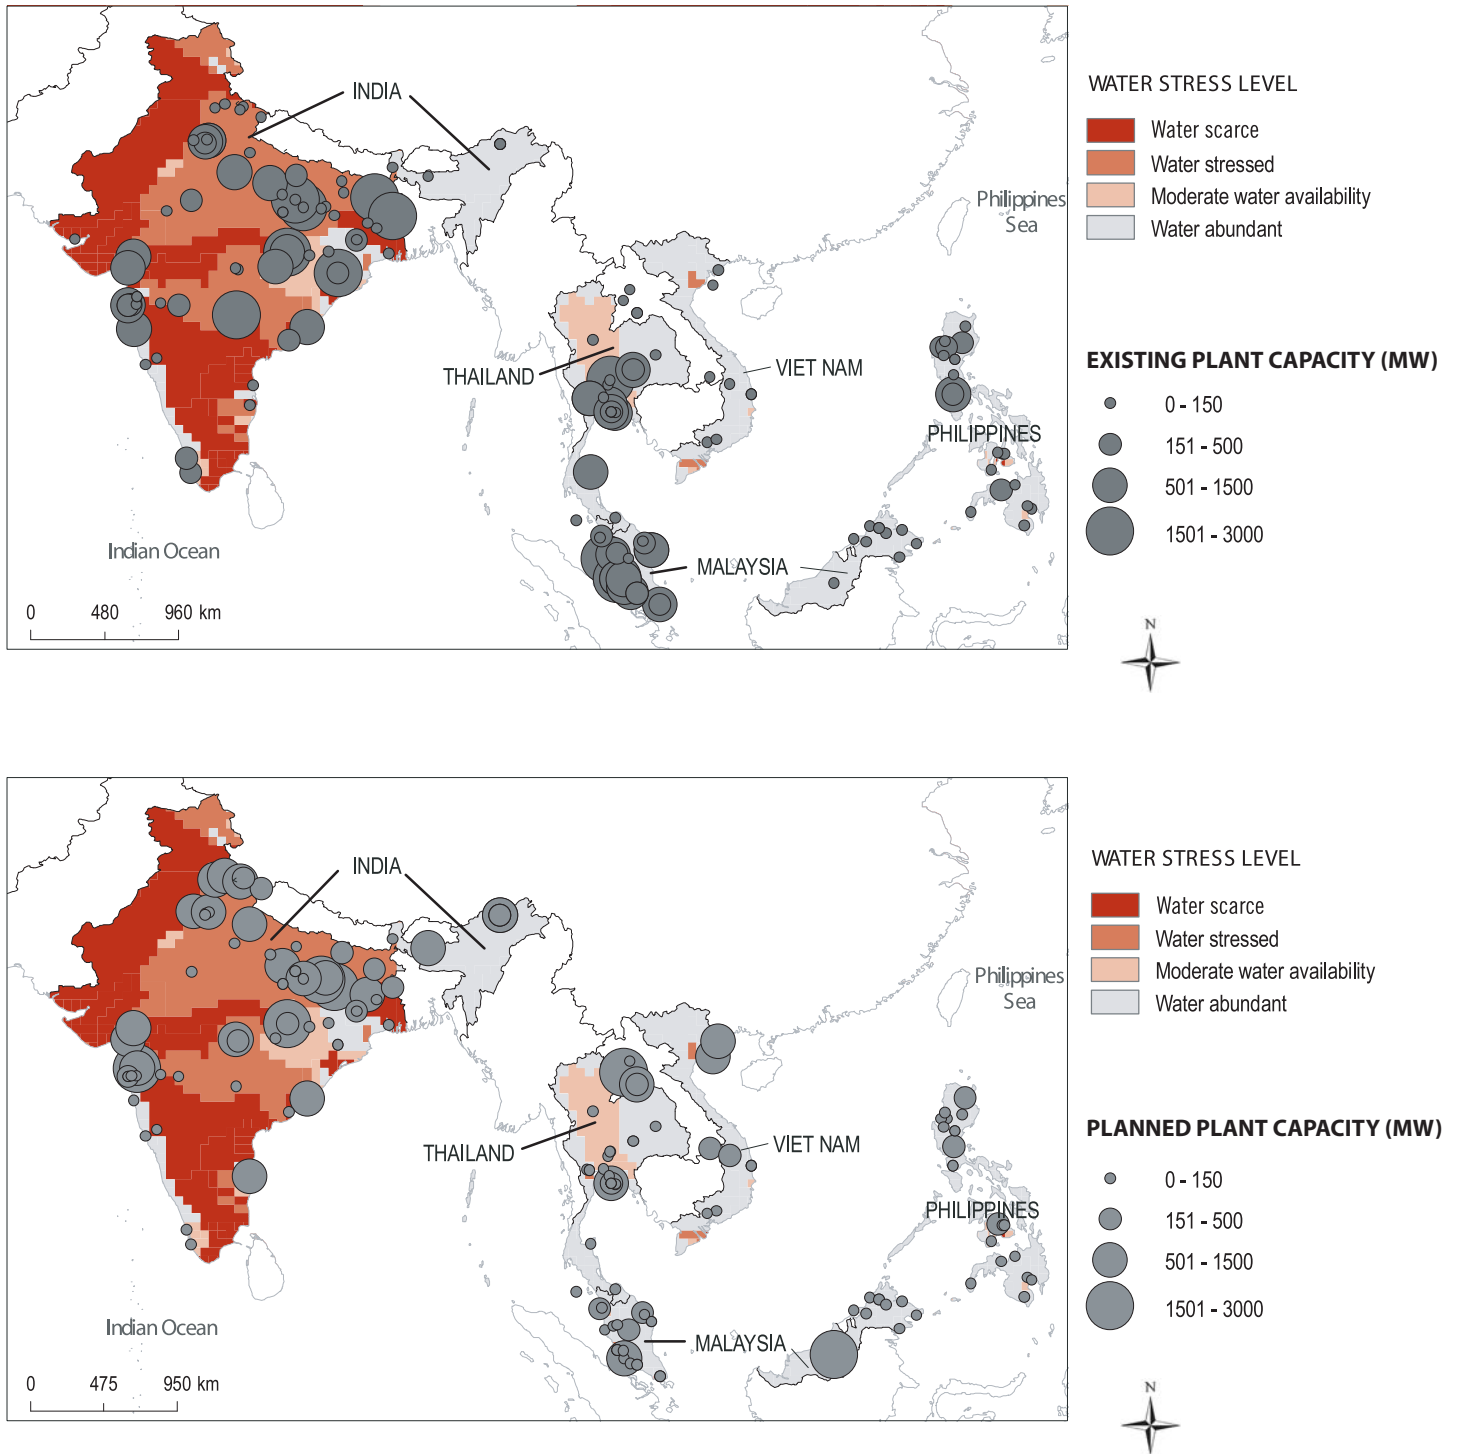 INDIA
Philippines
Sea
THAILAND
VIET NAM
PHILIPPINES
Indian Ocean
MALAYSIA
0 480 960 km
WATER STRESS LEVEL
Water scarce
Water stressed
Moderate water availability
Water abundant
EXISTING PLANT CAPACITY (MW)
0 - 150
151 - 500
501 - 1500
1501 - 3000
N
INDIA
Philippines
Sea
THAILAND
VIET NAM
PHILIPPINES
Indian Ocean
MALAYSIA
0 475 950 km
WATER STRESS LEVEL
Water scarce
Water stressed
Moderate water availability
Water abundant
PLANNED PLANT CAPACITY (MW)
0 - 150
151 - 500
501 - 1500
1501 - 3000
N